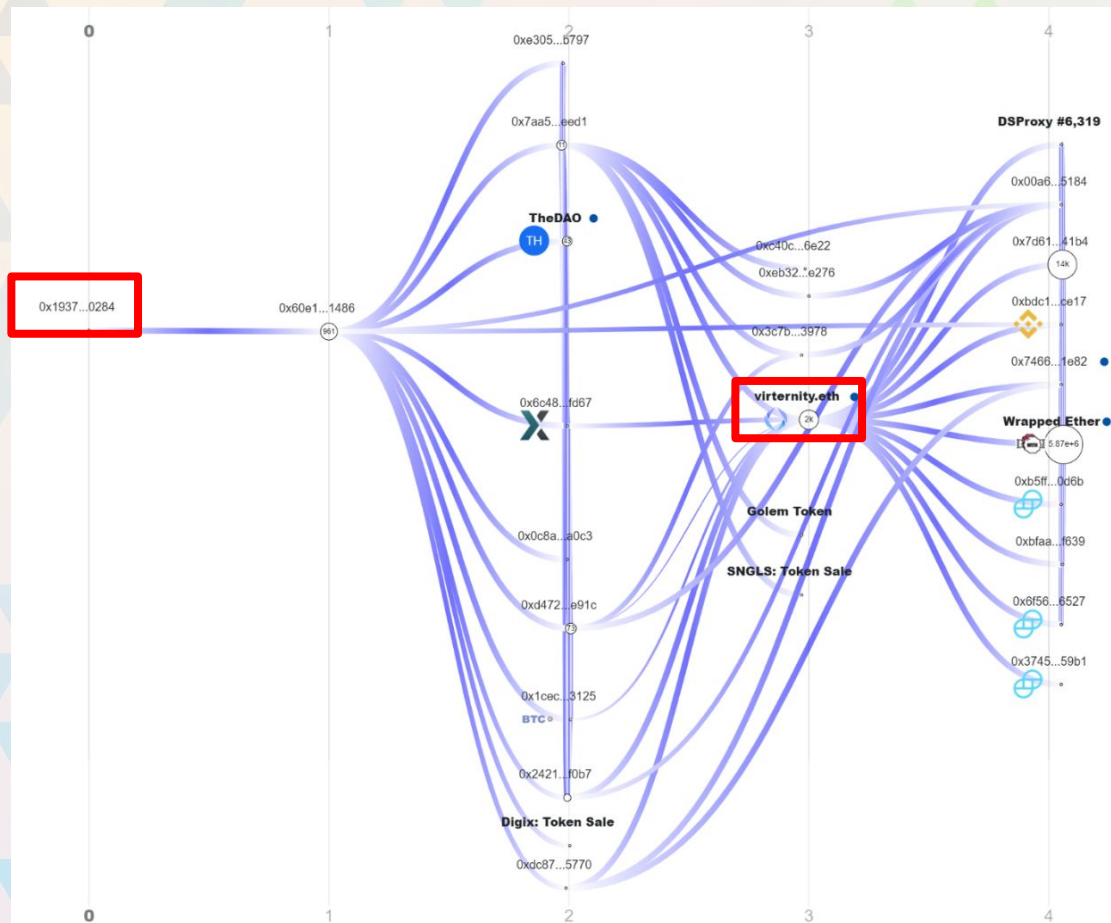 0 1 2 3 4
0xe305...b797
0x7aa5...eed1
11
DSProxy #6,319
0x00a6...5184
TheDAO
TH
43
0xc40c...6e22
0x7d61...41b4
14k
0xeb32...e276
0x1937...0284
0x60e1...1486
961
0xbdc1...ce17
0x3c7b...3978
0x7466...1e82
0x6c48...fd67
virternity.eth
2k
Wrapped Ether
5.87e+6
0xb5ff...0d6b
Golem Token
0x0c8a...a0c3
0xbfaa...f639
SNGLS: Token Sale
0xd472...e91c
73
0x6f56...6527
0x3745...59b1
0x1cec...3125
BTC
0x2421...f0b7
Digix: Token Sale
0xdc87...5770
0 1 2 3 4